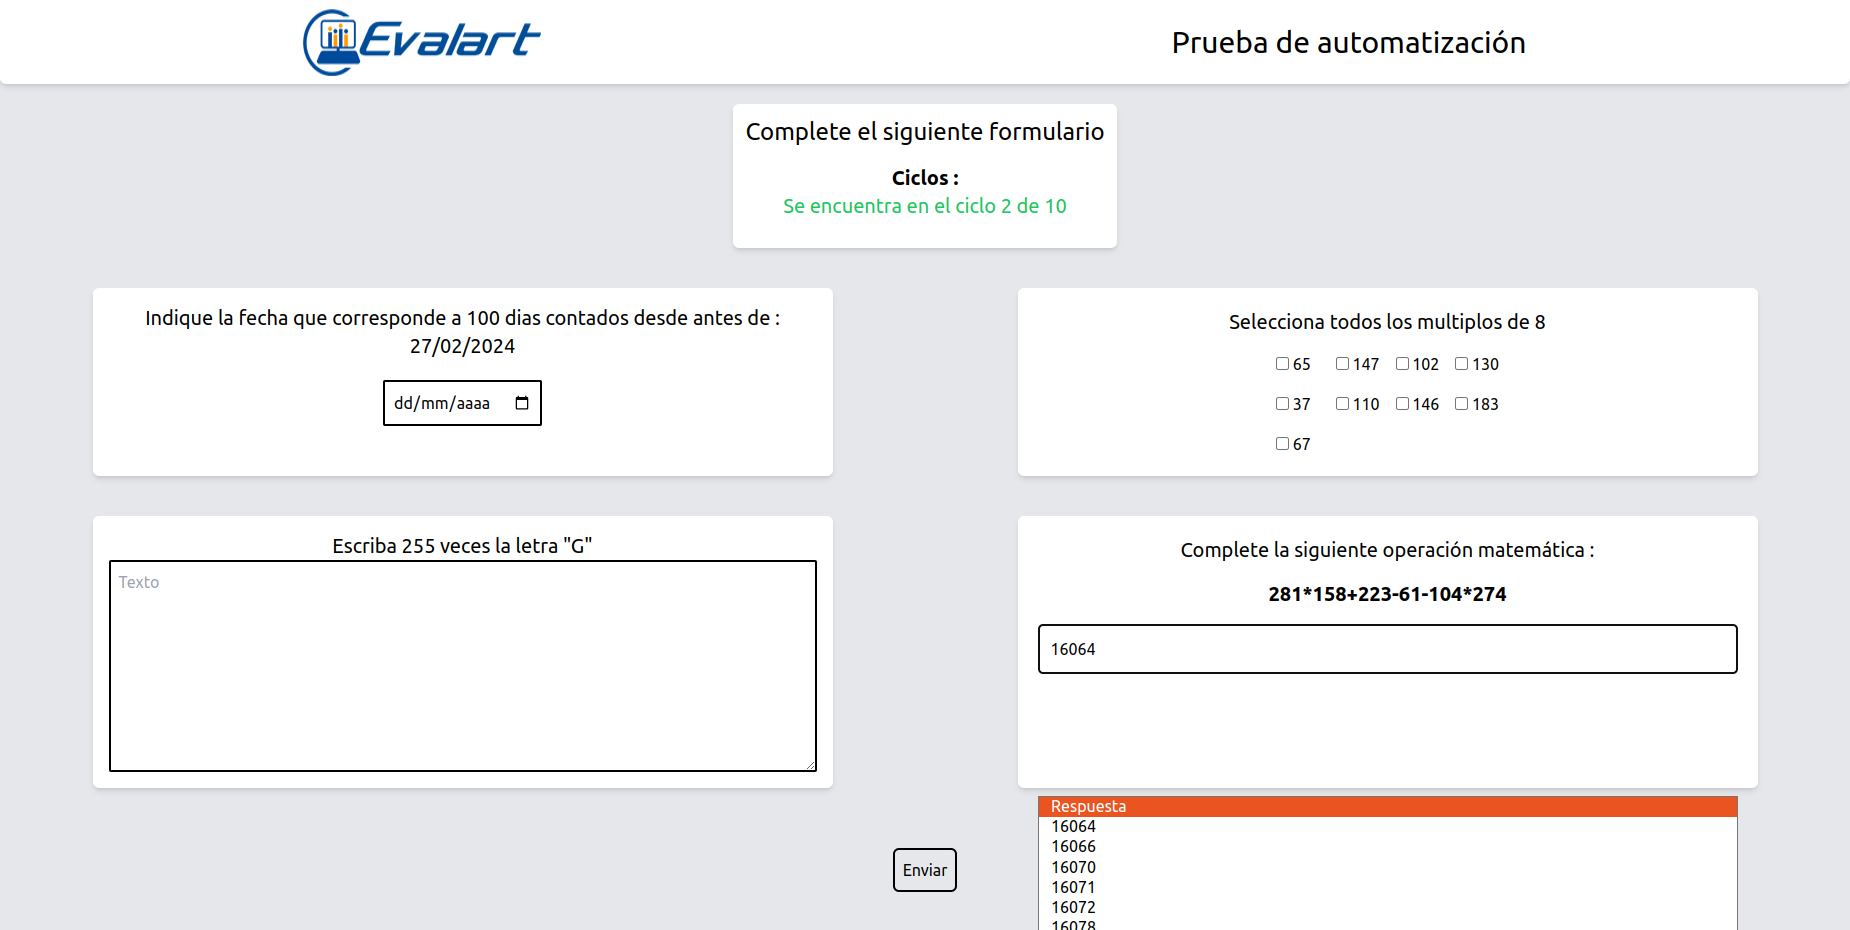 Evalart
Prueba de automatización
Complete el siguiente formulario
Ciclos :
Se encuentra en el ciclo 2 de 10
Indique la fecha que corresponde a 100 dias contados desde antes de :
27/02/2024
dd/mm/aaaa
Selecciona todos los multiplos de 8
65 147 102 130
37 110 146 183
67
Escriba 255 veces la letra "G"
Texto
Complete la siguiente operación matemática :
281*158+223-61-104*274
16064
Respuesta
16064
16066
16070
16071
16072
16078
Enviar